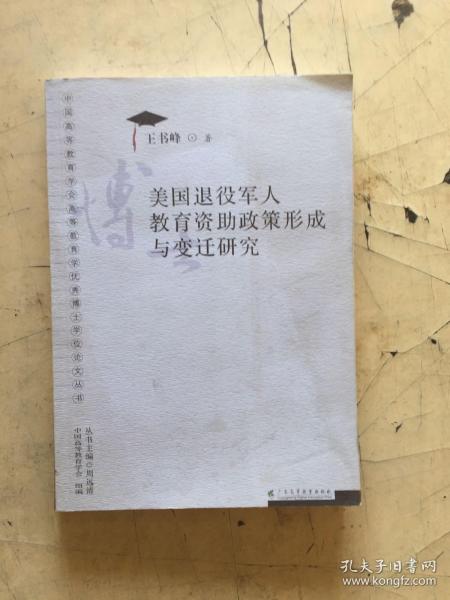 王书峰 ⊙ 著
美国退役军人
教育资助政策形成
与变迁研究
博士
中国高等教育学会高等教育学优秀博士学位论文丛书
丛书主编 周远清
中国高等教育学会 组编
广东高等教育出版社
孔夫子旧书网
www.kongfz.com